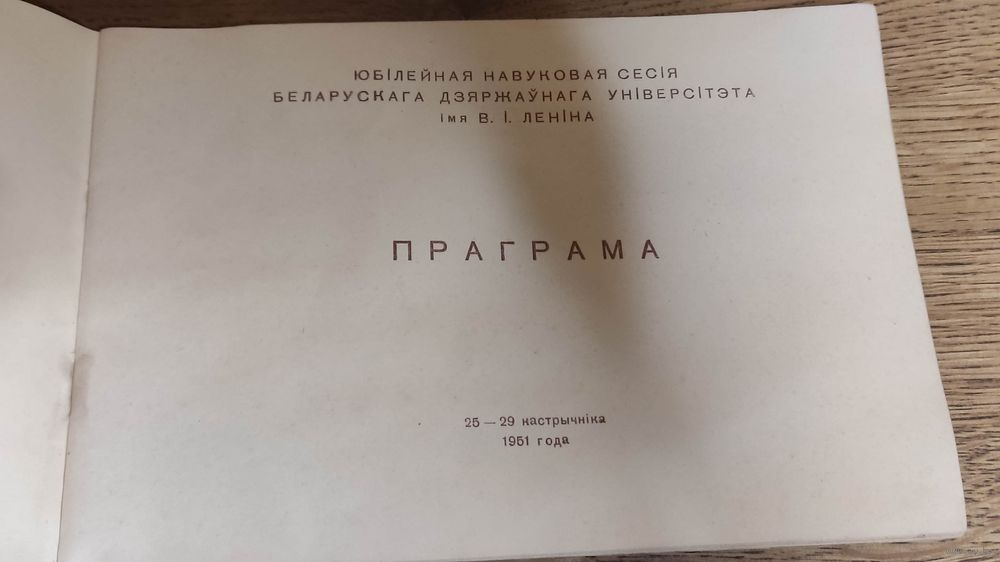 ЮБІЛЕЙНАЯ НАВУКОВАЯ СЕСІЯ
БЕЛАРУСКАГА ДЗЯРЖАЎНАГА УНІВЕРСІТЭТА
імя В. І. ЛЕНІНА
ПРАГРАМА
25 — 29 кастрычніка
1951 года